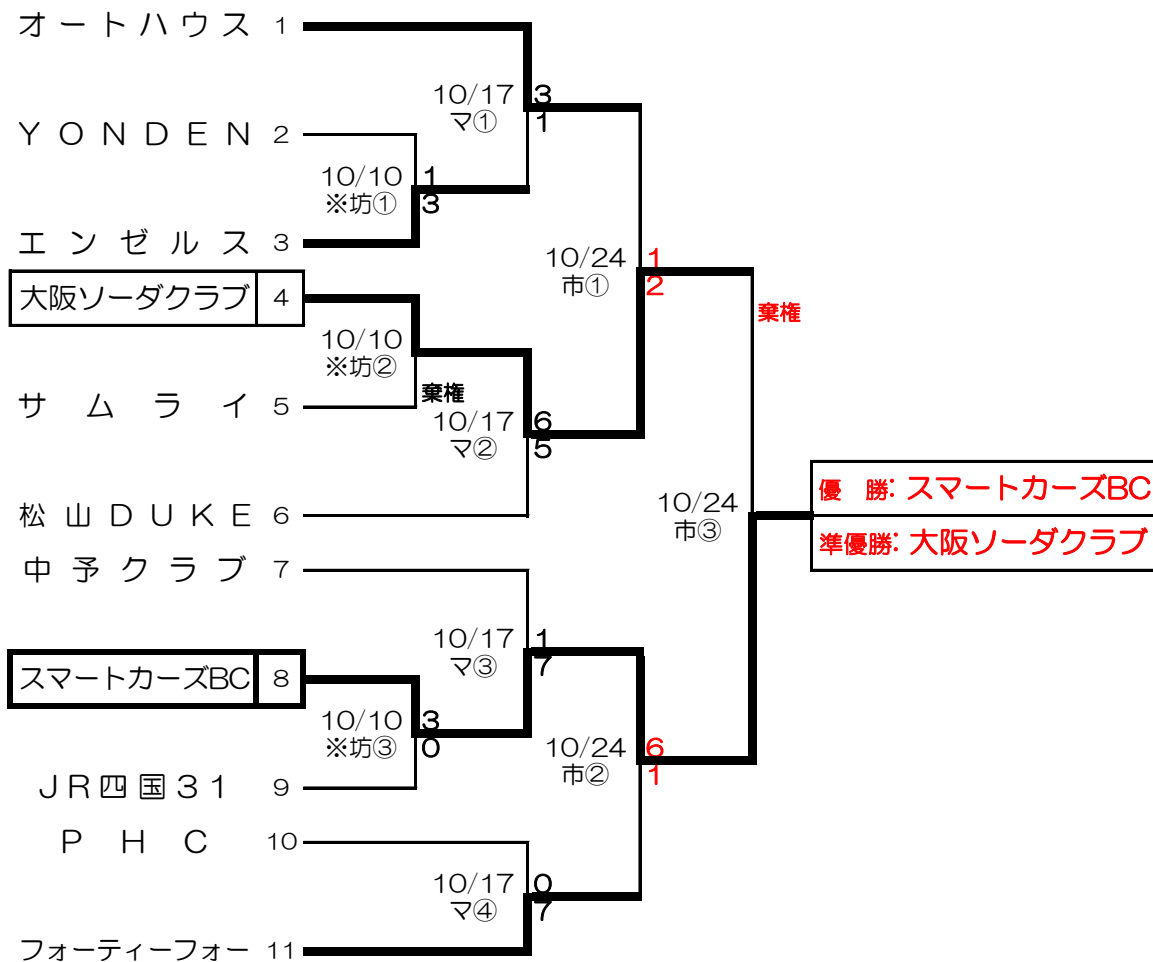 オートハウス 1
10/17 3
マ① 1
YONDEN 2
10/10 1
※坊① 3
エンゼルス 3
10/24 1
市① 2
大阪ソーダクラブ 4
棄権
10/10
※坊②
棄権
サムライ 5
10/17 6
マ② 5
優 勝: スマートカーズBC
10/24
市③
松山DUKE 6
準優勝: 大阪ソーダクラブ
中予クラブ 7
10/17 1
マ③ 7
スマートカーズBC 8
10/10 3
※坊③ 0
10/24 6
市② 1
JR四国31 9
PHC 10
10/17 0
マ④ 7
フォーティーフォー 11